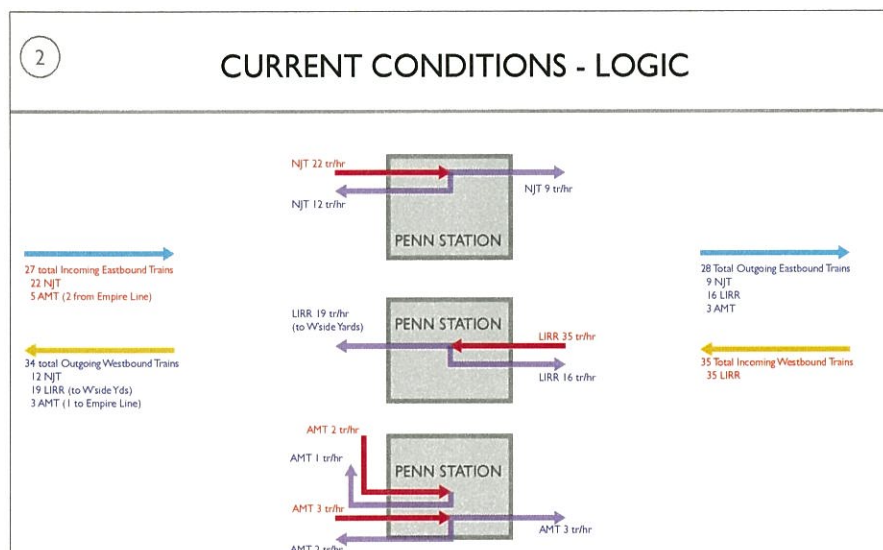 2
CURRENT CONDITIONS - LOGIC
NJT 22 tr/hr
NJT 12 tr/hr
NJT 9 tr/hr
PENN STATION
27 total Incoming Eastbound Trains
22 NJT
5 AMT (2 from Empire Line)
28 Total Outgoing Eastbound Trains
9 NJT
16 LIRR
3 AMT
LIRR 19 tr/hr
(to W'side Yards)
PENN STATION
LIRR 35 tr/hr
LIRR 16 tr/hr
34 total Outgoing Westbound Trains
12 NJT
19 LIRR (to W'side Yds)
3 AMT (1 to Empire Line)
35 Total Incoming Westbound Trains
35 LIRR
AMT 2 tr/hr
AMT 1 tr/hr
PENN STATION
AMT 3 tr/hr
AMT 3 tr/hr
AMT 2 tr/hr